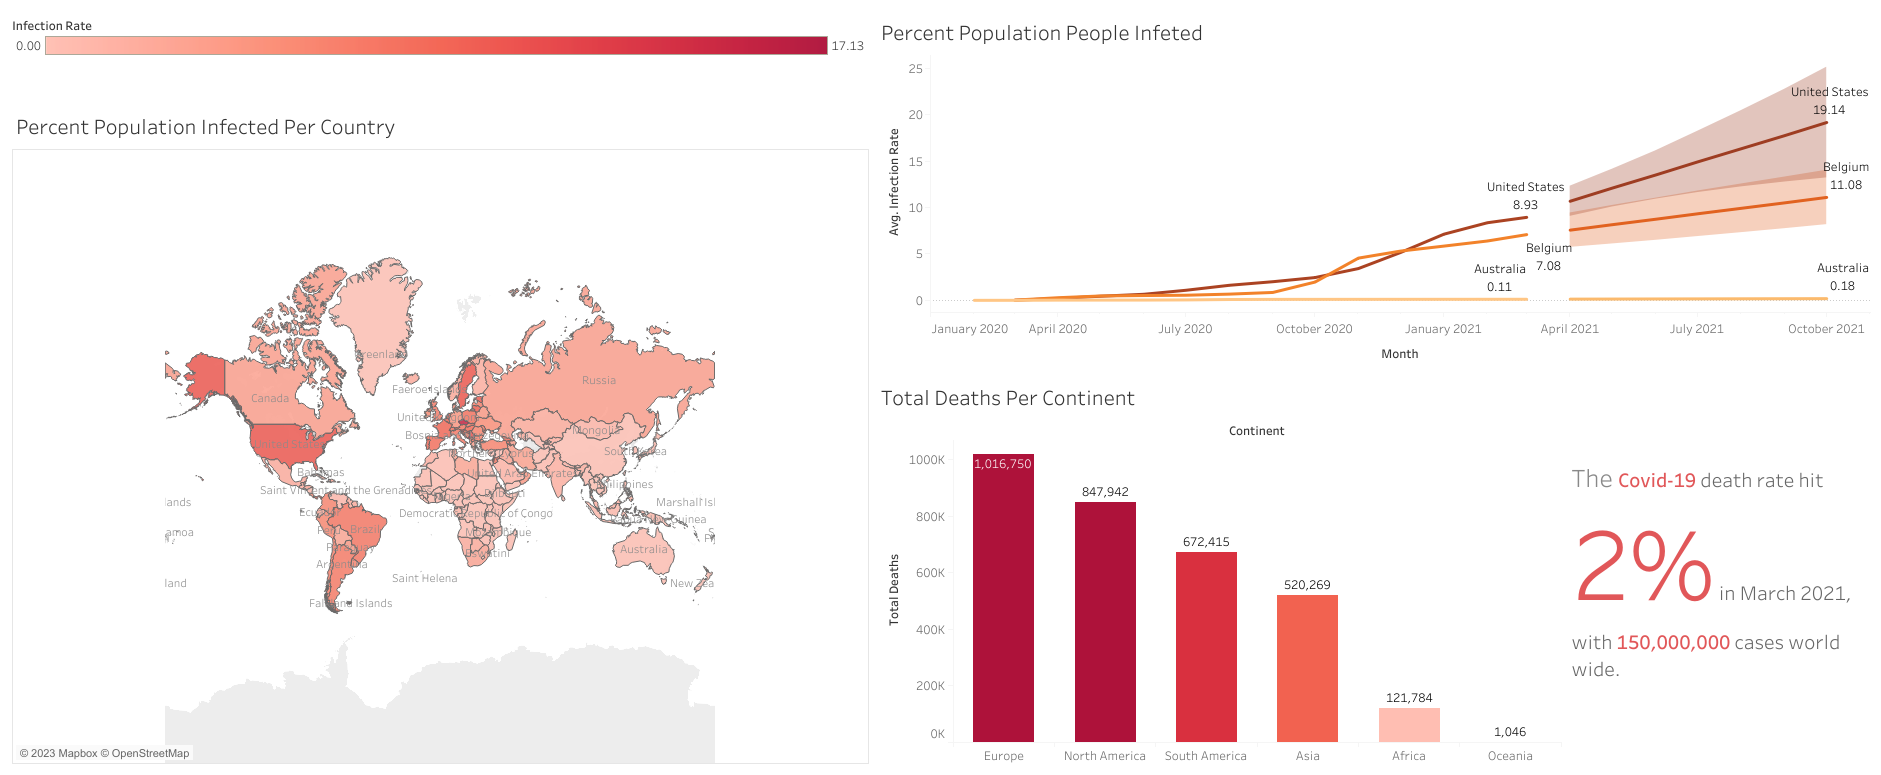 Infection Rate
0.00
17.13
Percent Population Infected Per Country
Greenland
Russia
Canada
Faeroe Islands
United
United States
Mongolia
South Korea
Northern Cyprus
Bahamas
United Arab Emirates
Philippines
Saint Vincent and the Grenadines
Djibouti
lands
Marshall Isl
Ecuador
Democratic Republic of Congo
Papua New Guinea
Peru
Brazil
Mozambique
amoa
Paraguay
Eswatini
Australia
Argentina
Saint Helena
land
New Zea
Falkland Islands
© 2023 Mapbox © OpenStreetMap
Percent Population People Infeted
Avg. Infection Rate
25
20
15
10
5
0
United States
19.14
Belgium
11.08
United States
8.93
Belgium
7.08
Australia
0.11
Australia
0.18
January 2020
April 2020
July 2020
October 2020
January 2021
April 2021
July 2021
October 2021
Month
Total Deaths Per Continent
Continent
Total Deaths
1000K
800K
600K
400K
200K
0K
1,016,750
847,942
672,415
520,269
121,784
1,046
Europe
North America
South America
Asia
Africa
Oceania
The Covid-19 death rate hit
2% in March 2021,
with 150,000,000 cases world
wide.